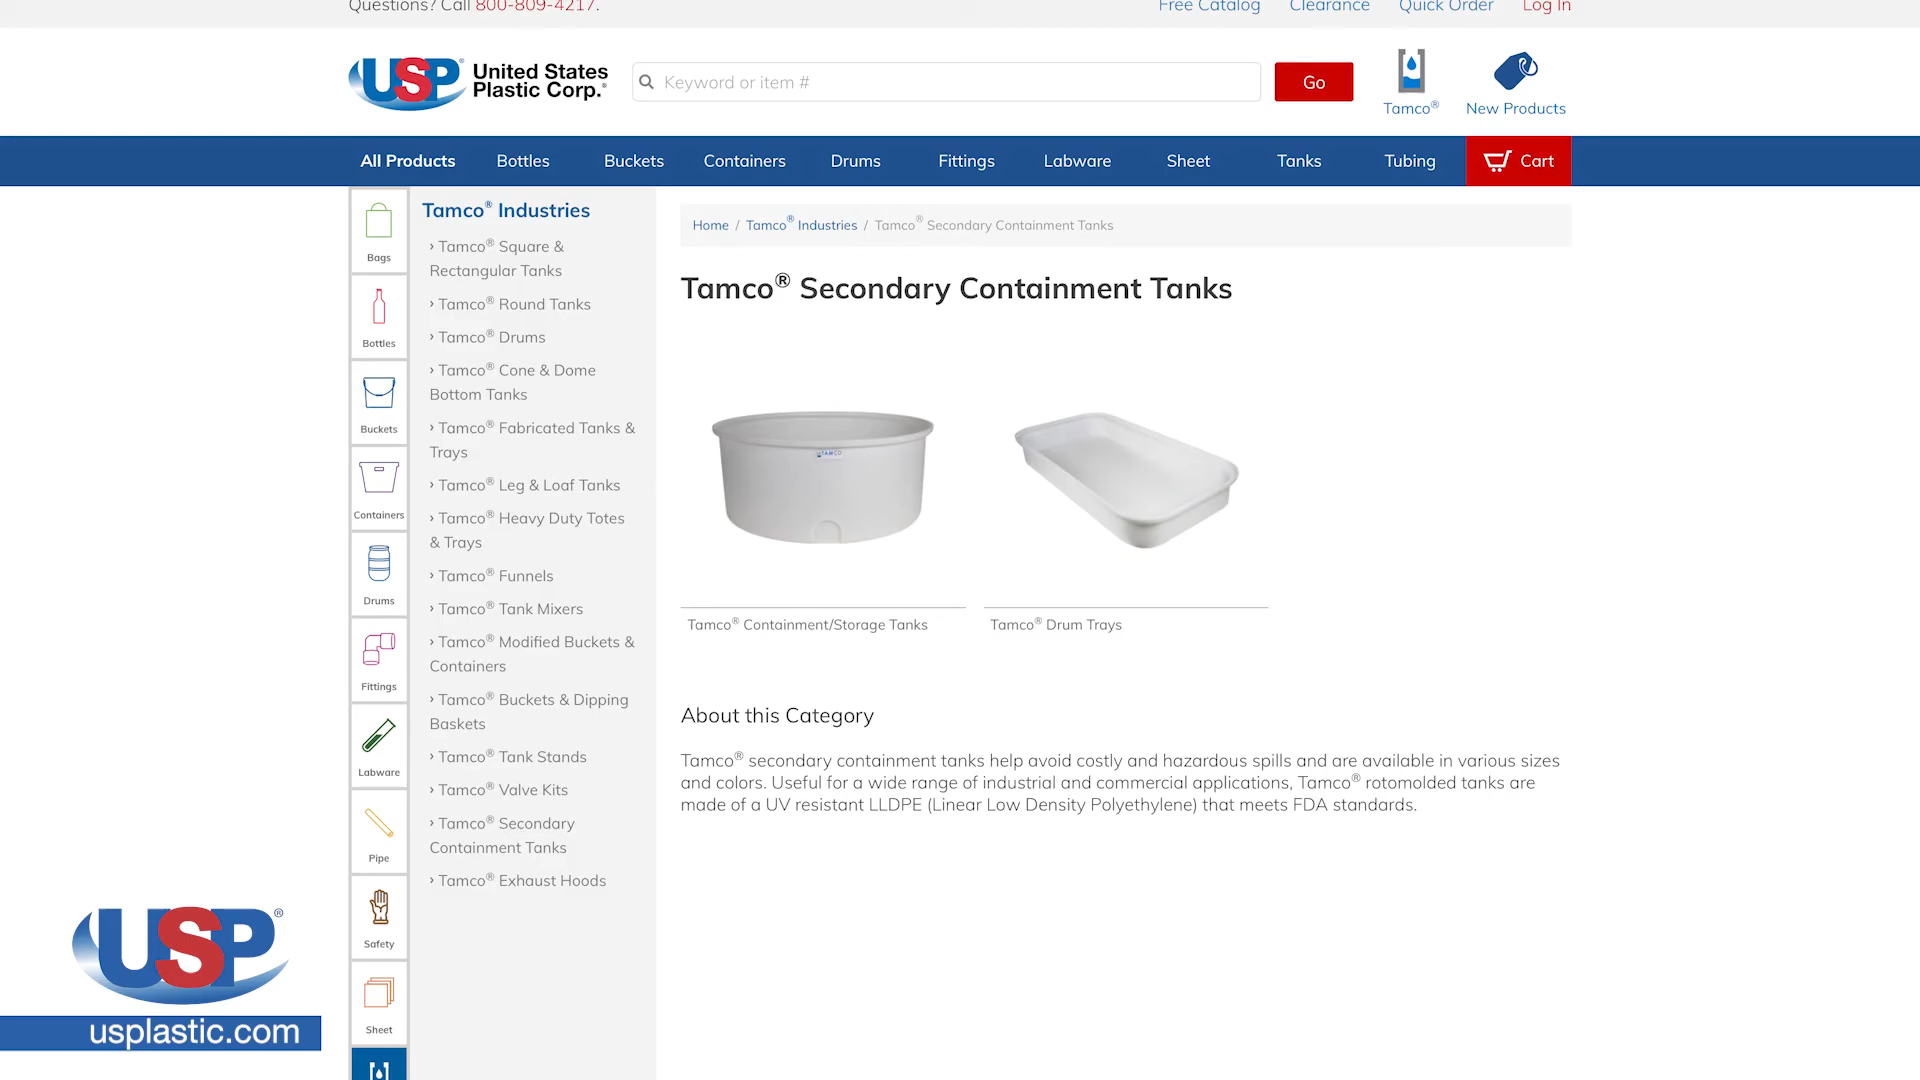 Questions? Call 800-809-4217.
Free Catalog
Clearance
Quick Order
Log In
USP® United States
Plastic Corp.®
Keyword or item #
Go
Tamco®
New Products
All Products
Bottles
Buckets
Containers
Drums
Fittings
Labware
Sheet
Tanks
Tubing
Cart
Bags
Bottles
Buckets
Containers
Drums
Fittings
Labware
Pipe
Safety
Sheet
Tamco® Industries
› Tamco® Square &
Rectangular Tanks
› Tamco® Round Tanks
› Tamco® Drums
› Tamco® Cone & Dome
Bottom Tanks
› Tamco® Fabricated Tanks &
Trays
› Tamco® Leg & Loaf Tanks
› Tamco® Heavy Duty Totes
& Trays
› Tamco® Funnels
› Tamco® Tank Mixers
› Tamco® Modified Buckets &
Containers
› Tamco® Buckets & Dipping
Baskets
› Tamco® Tank Stands
› Tamco® Valve Kits
› Tamco® Secondary
Containment Tanks
› Tamco® Exhaust Hoods
Home / Tamco® Industries / Tamco® Secondary Containment Tanks
Tamco® Secondary Containment Tanks
TAMCO
Tamco® Containment/Storage Tanks
Tamco® Drum Trays
About this Category
Tamco® secondary containment tanks help avoid costly and hazardous spills and are available in various sizes
and colors. Useful for a wide range of industrial and commercial applications, Tamco® rotomolded tanks are
made of a UV resistant LLDPE (Linear Low Density Polyethylene) that meets FDA standards.
USP®
usplastic.com